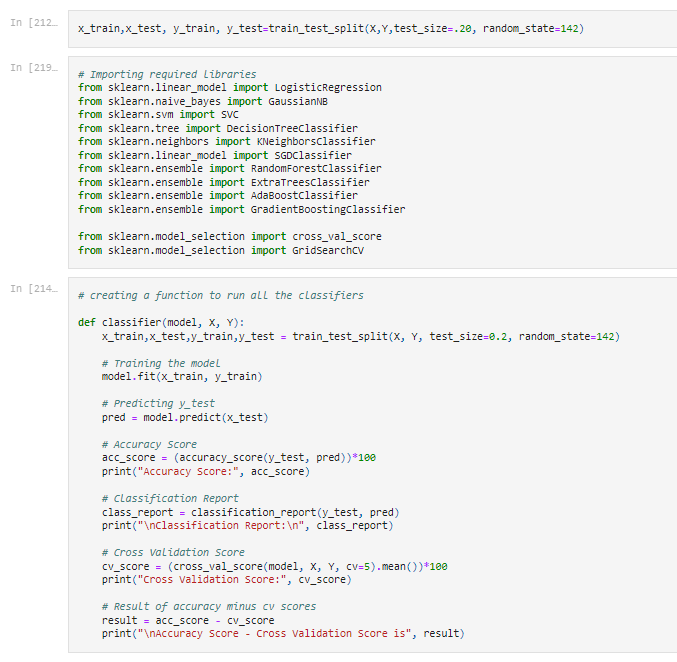 In [212…
x_train,x_test, y_train, y_test=train_test_split(X,Y,test_size=.20, random_state=142)
In [219…
# Importing required libraries
from sklearn.linear_model import LogisticRegression
from sklearn.naive_bayes import GaussianNB
from sklearn.svm import SVC
from sklearn.tree import DecisionTreeClassifier
from sklearn.neighbors import KNeighborsClassifier
from sklearn.linear_model import SGDClassifier
from sklearn.ensemble import RandomForestClassifier
from sklearn.ensemble import ExtraTreesClassifier
from sklearn.ensemble import AdaBoostClassifier
from sklearn.ensemble import GradientBoostingClassifier
from sklearn.model_selection import cross_val_score
from sklearn.model_selection import GridSearchCV
In [214…
# creating a function to run all the classifiers
def classifier(model, X, Y):
    x_train,x_test,y_train,y_test = train_test_split(X, Y, test_size=0.2, random_state=142)
    # Training the model
    model.fit(x_train, y_train)
    # Predicting y_test
    pred = model.predict(x_test)
    # Accuracy Score
    acc_score = (accuracy_score(y_test, pred))*100
    print("Accuracy Score:", acc_score)
    # Classification Report
    class_report = classification_report(y_test, pred)
    print("\nClassification Report:\n", class_report)
    # Cross Validation Score
    cv_score = (cross_val_score(model, X, Y, cv=5).mean())*100
    print("Cross Validation Score:", cv_score)
    # Result of accuracy minus cv scores
    result = acc_score - cv_score
    print("\nAccuracy Score - Cross Validation Score is", result)